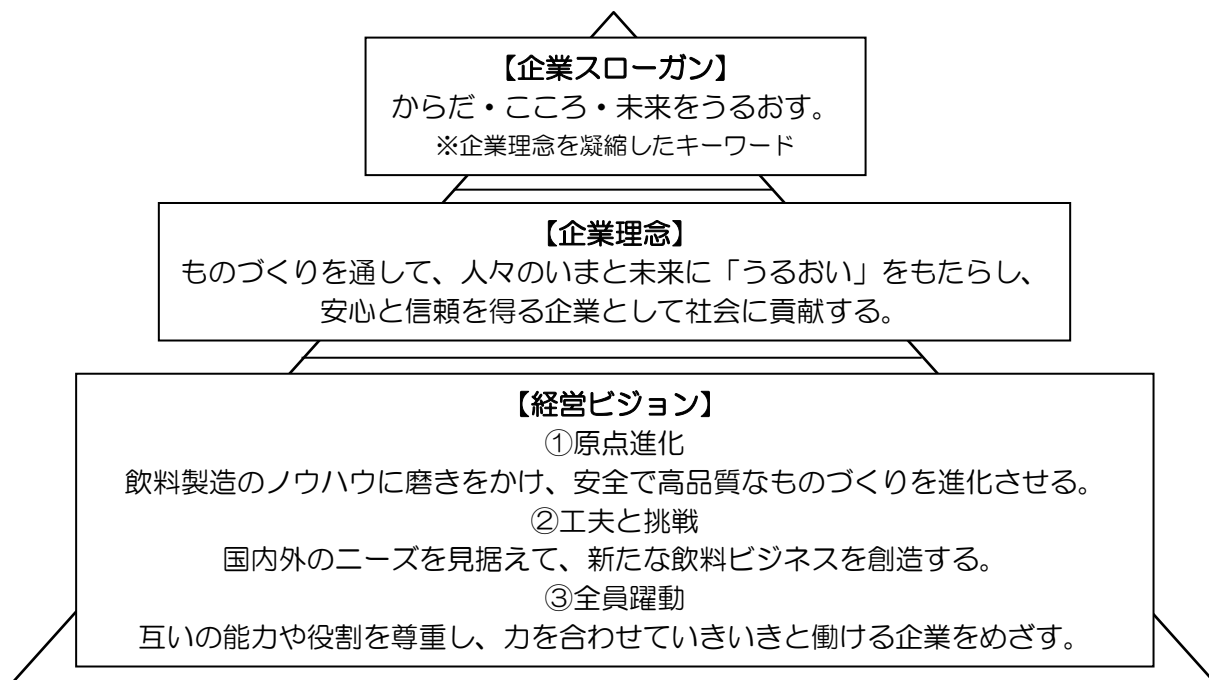 【企業スローガン】
からだ・こころ・未来をうるおす。
※企業理念を凝縮したキーワード
【企業理念】
ものづくりを通して、人々のいまと未来に「うるおい」をもたらし、
安心と信頼を得る企業として社会に貢献する。
【経営ビジョン】
①原点進化
飲料製造のノウハウに磨きをかけ、安全で高品質なものづくりを進化させる。
②工夫と挑戦
国内外のニーズを見据えて、新たな飲料ビジネスを創造する。
③全員躍動
互いの能力や役割を尊重し、力を合わせていきいきと働ける企業をめざす。